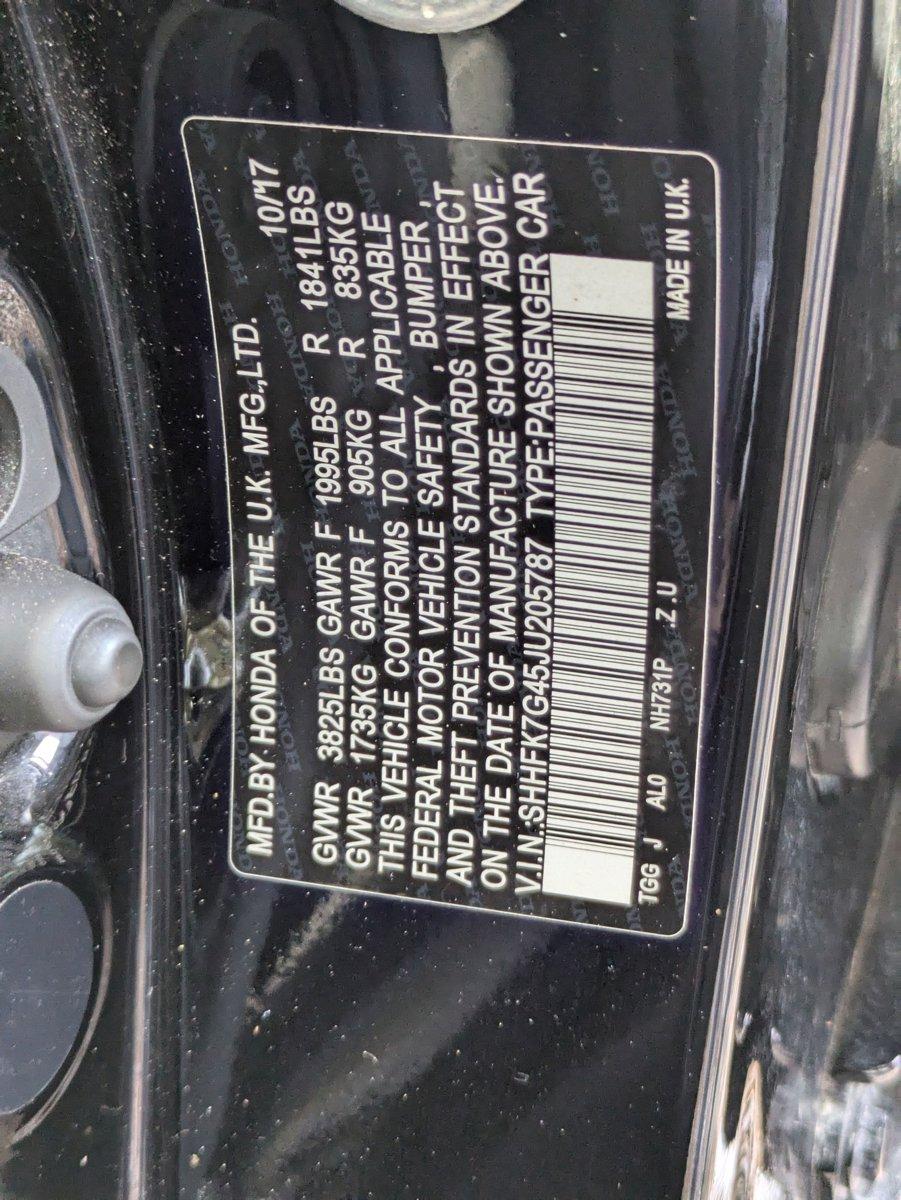 MFD.BY HONDA OF THE U.K. MFG.,LTD. 10/17
GVWR 3825LBS GAWR F 1995LBS R 1841LBS
GVWR 1735KG GAWR F 905KG R 835KG
THIS VEHICLE CONFORMS TO ALL APPLICABLE
FEDERAL MOTOR VEHICLE SAFETY , BUMPER ,
AND THEFT PREVENTION STANDARDS, IN EFFECT
ON THE DATE OF MANUFACTURE SHOWN ABOVE.
V.I.N.SHHFK7G45JU205787 TYPE:PASSENGER CAR
TGG J AL0 NH731P .Z.U MADE IN U.K.